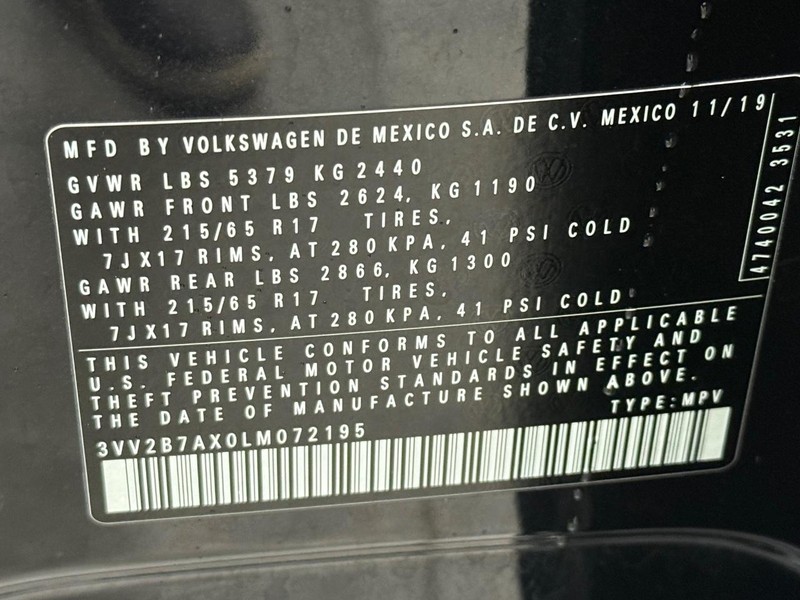 MFD BY VOLKSWAGEN DE MEXICO S.A. DE C.V. MEXICO 11/19
GVWR LBS 5379 KG 2440
GAWR FRONT LBS 2624, KG 1190
WITH 215/65 R17 TIRES,
7JX17 RIMS, AT 280 KPA, 41 PSI COLD
GAWR REAR LBS 2866, KG 1300
WITH 215/65 R17 TIRES,
7JX17 RIMS, AT 280 KPA, 41 PSI COLD
4740042 3531
THIS VEHICLE CONFORMS TO ALL APPLICABLE
U.S. FEDERAL MOTOR VEHICLE SAFETY AND
THEFT PREVENTION STANDARDS IN EFFECT ON
THE DATE OF MANUFACTURE SHOWN ABOVE.
TYPE: MPV
3VV2B7AX0LM072195